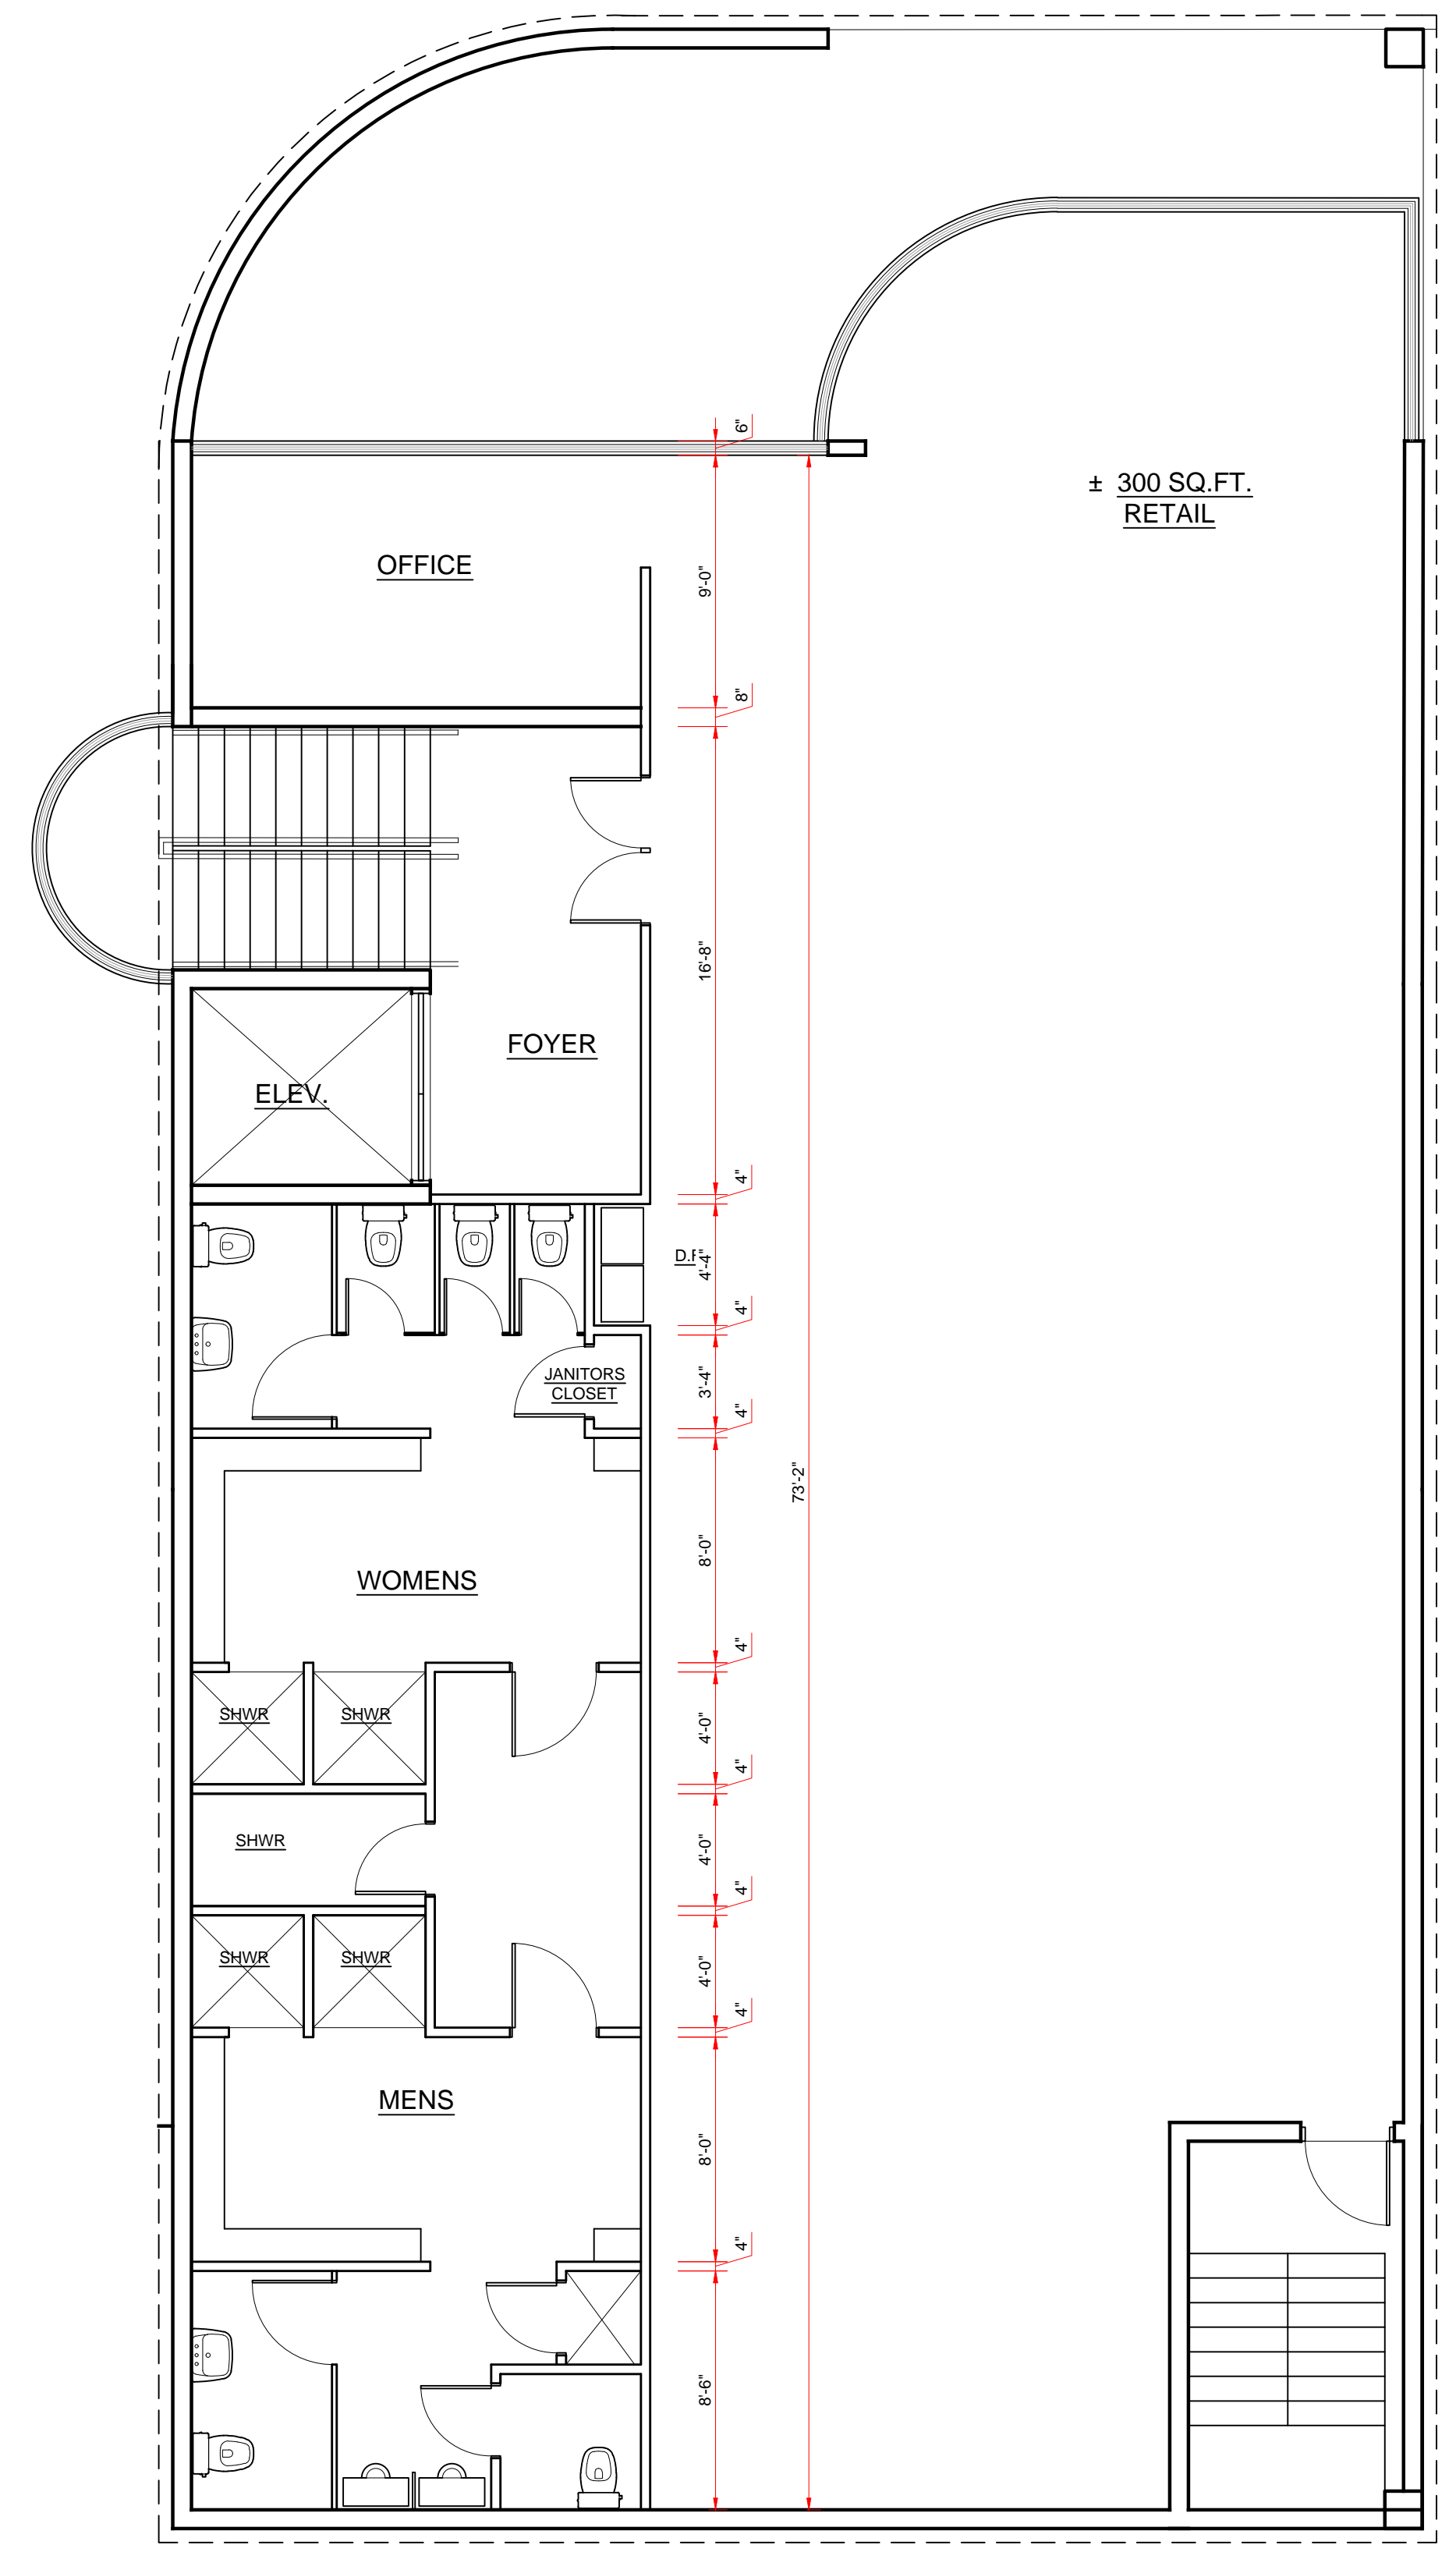 6"
± 300 SQ.FT.
RETAIL
OFFICE
9'-0"
8"
16'-8"
FOYER
ELEV.
4"
D.F
4'-4"
4"
JANITORS
CLOSET
3'-4"
4"
73'-2"
8'-0"
WOMENS
4"
SHWR
SHWR
4'-0"
4"
SHWR
4'-0"
4"
SHWR
SHWR
4'-0"
4"
MENS
8'-0"
4"
8'-6"